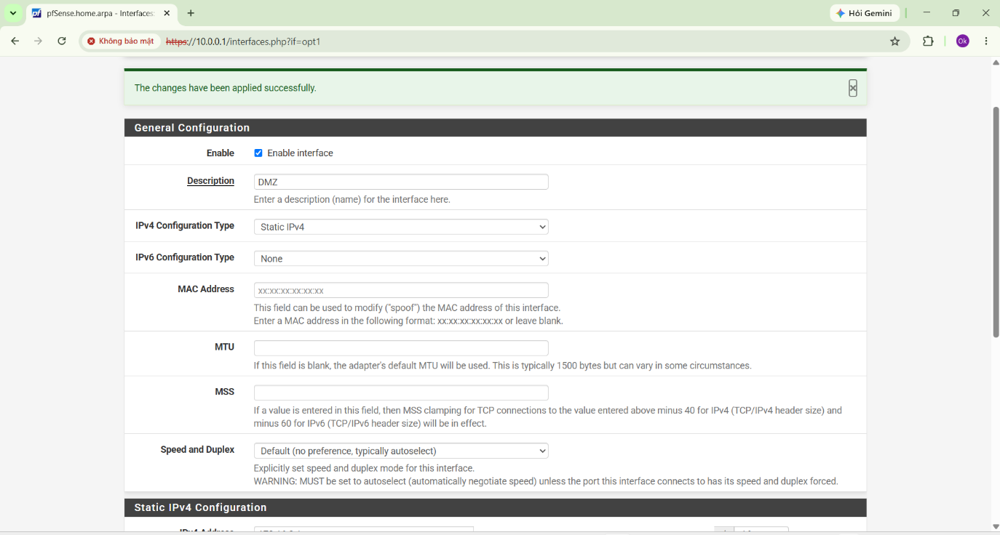 pfSense.home.arpa - Interfaces:
Hỏi Gemini
Không bảo mật
https://10.0.0.1/interfaces.php?if=opt1
Ok
The changes have been applied successfully.
General Configuration
Enable
Enable interface
Description
DMZ
Enter a description (name) for the interface here.
IPv4 Configuration Type
Static IPv4
IPv6 Configuration Type
None
MAC Address
xx:xx:xx:xx:xx:xx
This field can be used to modify ("spoof") the MAC address of this interface.
Enter a MAC address in the following format: xx:xx:xx:xx:xx:xx or leave blank.
MTU
If this field is blank, the adapter's default MTU will be used. This is typically 1500 bytes but can vary in some circumstances.
MSS
If a value is entered in this field, then MSS clamping for TCP connections to the value entered above minus 40 for IPv4 (TCP/IPv4 header size) and
minus 60 for IPv6 (TCP/IPv6 header size) will be in effect.
Speed and Duplex
Default (no preference, typically autoselect)
Explicitly set speed and duplex mode for this interface.
WARNING: MUST be set to autoselect (automatically negotiate speed) unless the port this interface connects to has its speed and duplex forced.
Static IPv4 Configuration
IPv4 Address